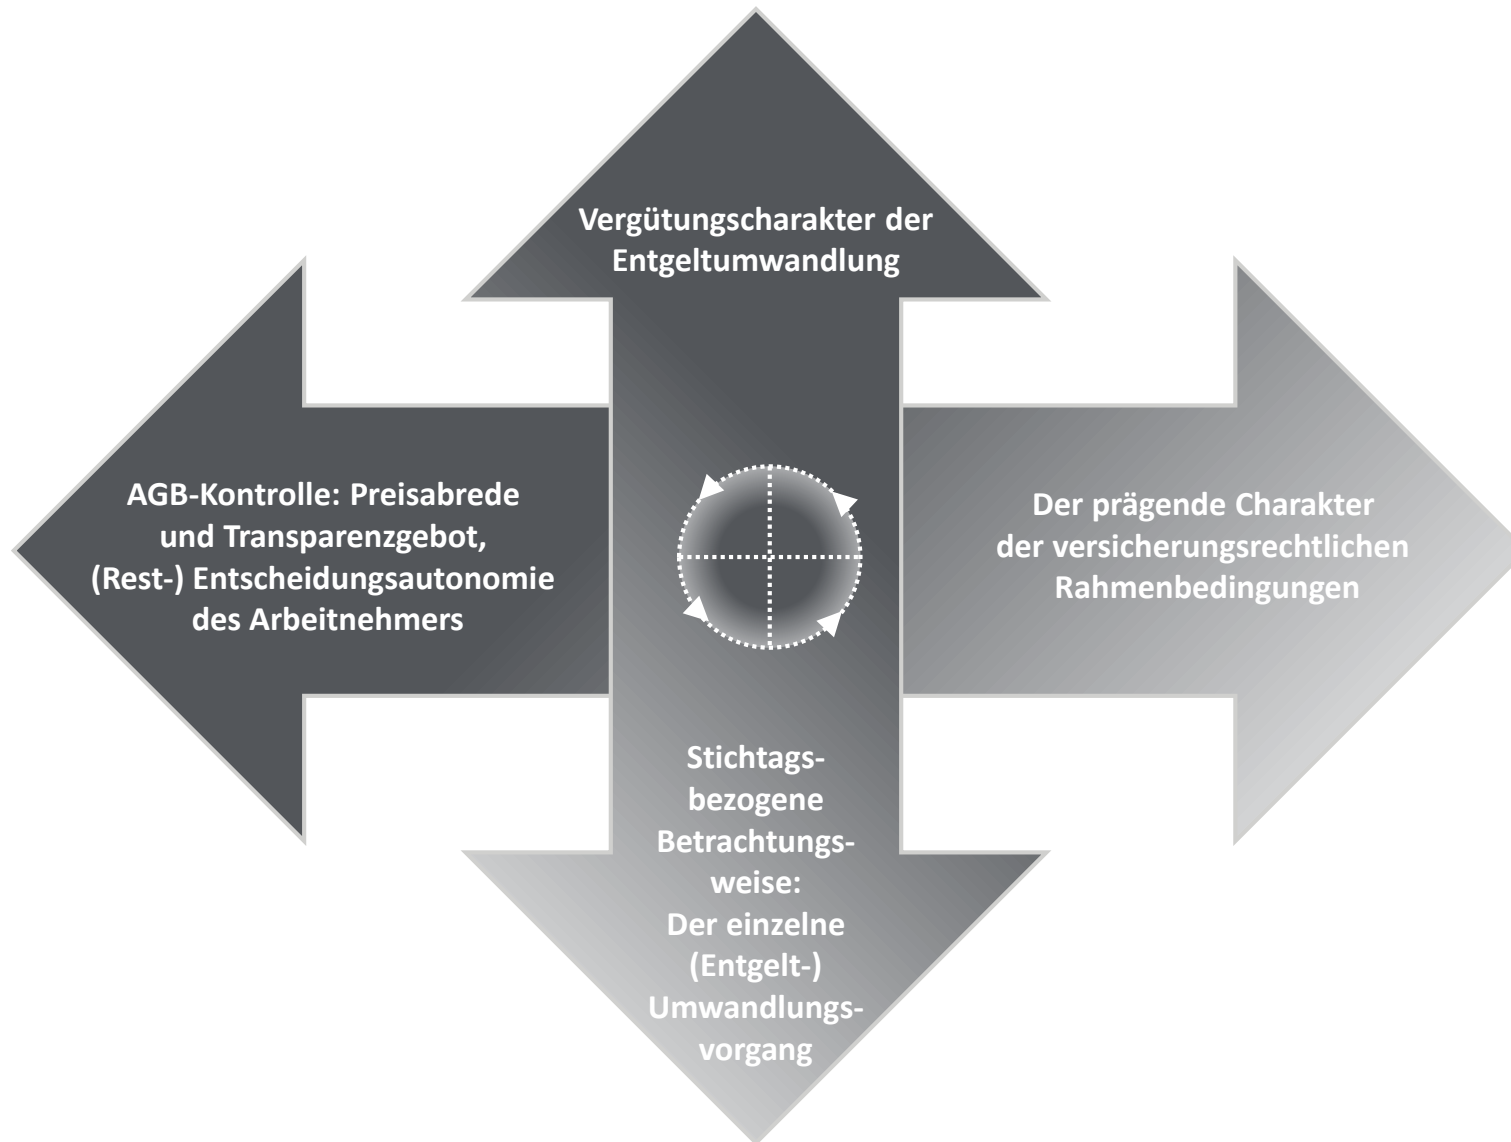 Vergütungscharakter der
Entgeltumwandlung
AGB-Kontrolle: Preisabrede
und Transparenzgebot,
(Rest-) Entscheidungsautonomie
des Arbeitnehmers
Der prägende Charakter
der versicherungsrechtlichen
Rahmenbedingungen
Stichtags-
bezogene
Betrachtungs-
weise:
Der einzelne
(Entgelt-)
Umwandlungs-
vorgang